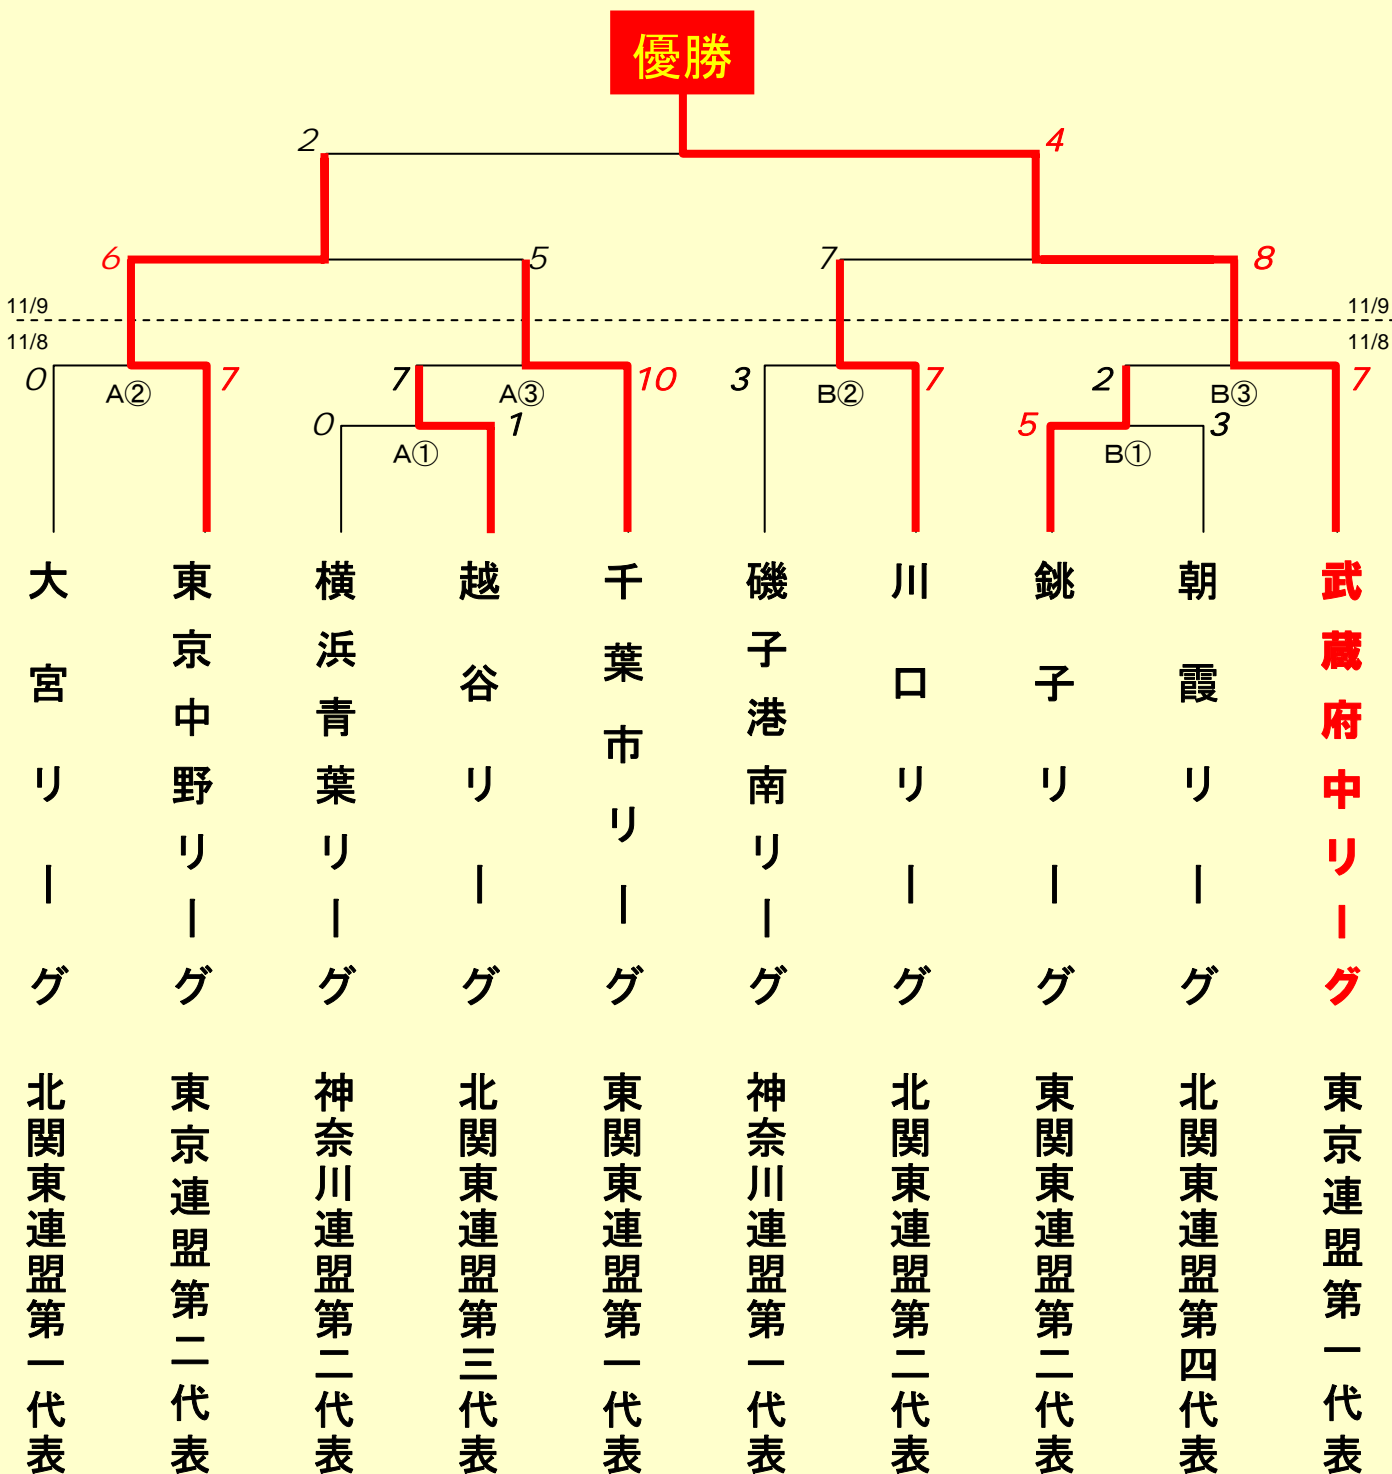 優勝
2
4
6
5
7
8
11/9
11/9
11/8
11/8
0
A②
7
7
A③
10
3
B②
7
2
B③
7
0
A①
1
5
B①
3
大宮リーグ
東京中野リーグ
横浜青葉リーグ
越谷リーグ
千葉市リーグ
磯子港南リーグ
川口リーグ
銚子リーグ
朝霞リーグ
武蔵府中リーグ
北関東連盟第一代表
東京連盟第二代表
神奈川連盟第二代表
北関東連盟第三代表
東関東連盟第一代表
神奈川連盟第一代表
北関東連盟第二代表
東関東連盟第二代表
北関東連盟第四代表
東京連盟第一代表